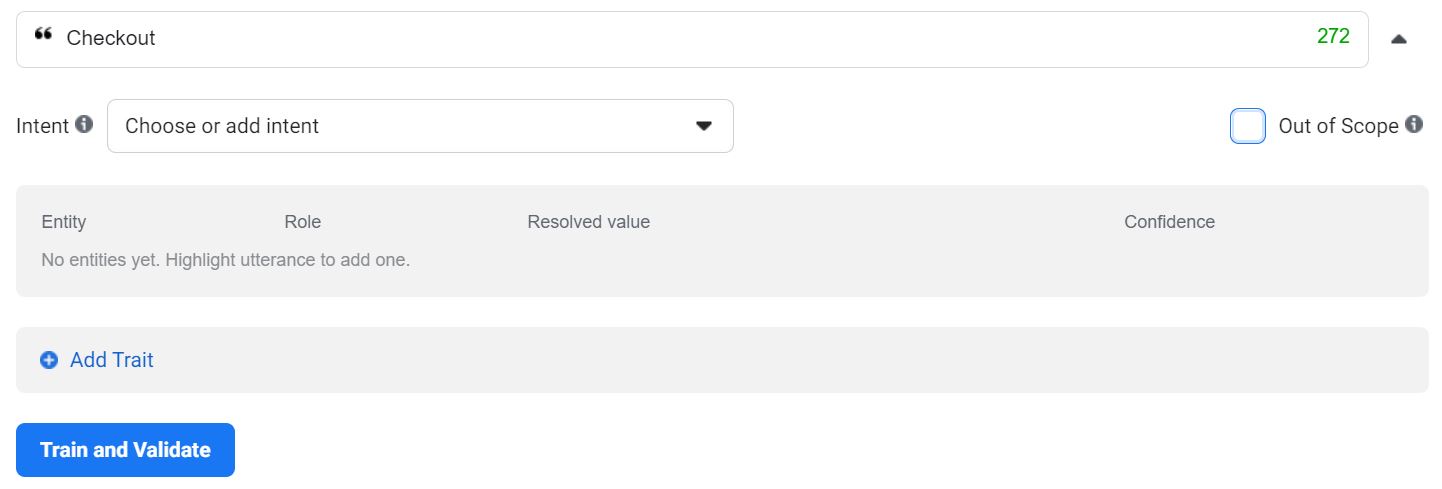 ❝ Checkout 272
Intent Choose or add intent Out of Scope
Entity Role Resolved value Confidence
No entities yet. Highlight utterance to add one.
Add Trait
Train and Validate